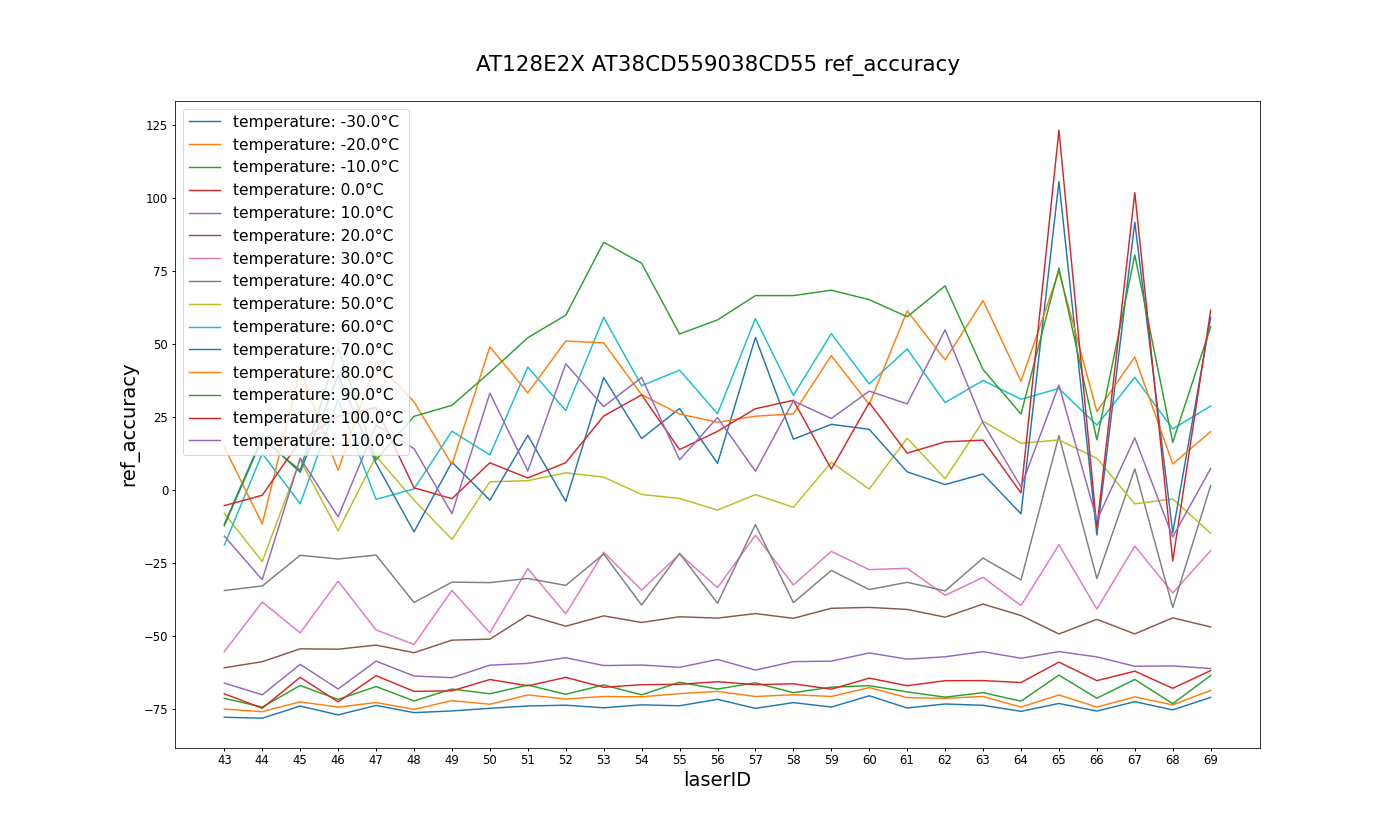 AT128E2X AT38CD559038CD55 ref_accuracy
125
100
75
50
25
0
−25
−50
−75
ref_accuracy
temperature: -30.0°C
temperature: -20.0°C
temperature: -10.0°C
temperature: 0.0°C
temperature: 10.0°C
temperature: 20.0°C
temperature: 30.0°C
temperature: 40.0°C
temperature: 50.0°C
temperature: 60.0°C
temperature: 70.0°C
temperature: 80.0°C
temperature: 90.0°C
temperature: 100.0°C
temperature: 110.0°C
43 44 45 46 47 48 49 50 51 52 53 54 55 56 57 58 59 60 61 62 63 64 65 66 67 68 69
laserID